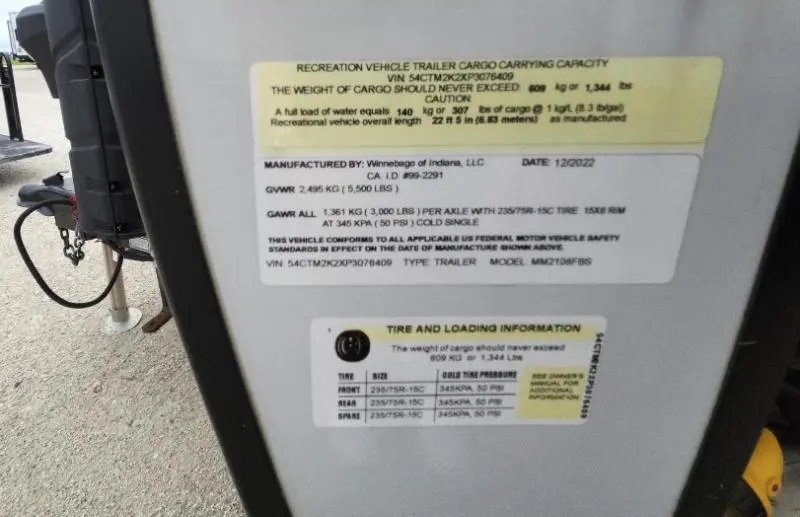 RECREATION VEHICLE TRAILER CARGO CARRYING CAPACITY
VIN: 54CTM2K2XP3076409
THE WEIGHT OF CARGO SHOULD NEVER EXCEED: 609 kg or 1,344 lbs
CAUTION:
A full load of water equals 140 kg or 307 lbs of cargo @ 1 kg/L (8.3 lb/gal)
Recreational vehicle overall length 22 ft 5 in (6.83 meters) as manufactured
MANUFACTURED BY: Winnebago of Indiana, LLC DATE: 12/2022
CA. I.D. #99-2291
GVWR 2,495 KG ( 5,500 LBS )
GAWR ALL 1,361 KG ( 3,000 LBS ) PER AXLE WITH 235/75R-15C TIRE 15X6 RIM
AT 345 KPA ( 50 PSI ) COLD SINGLE
THIS VEHICLE CONFORMS TO ALL APPLICABLE US FEDERAL MOTOR VEHICLE SAFETY
STANDARDS IN EFFECT ON THE DATE OF MANUFACTURE SHOWN ABOVE.
VIN: 54CTM2K2XP3076409 TYPE: TRAILER MODEL: MM2108FBS
TIRE AND LOADING INFORMATION
The weight of cargo should never exceed
609 KG or 1,344 Lbs
TIRE SIZE COLD TIRE PRESSURE
FRONT 235/75R-15C 345KPA, 50 PSI
REAR 235/75R-15C 345KPA, 50 PSI
SPARE 235/75R-15C 345KPA, 50 PSI
SEE OWNER'S
MANUAL FOR
ADDITIONAL
INFORMATION
54CTM2K2XP3076409